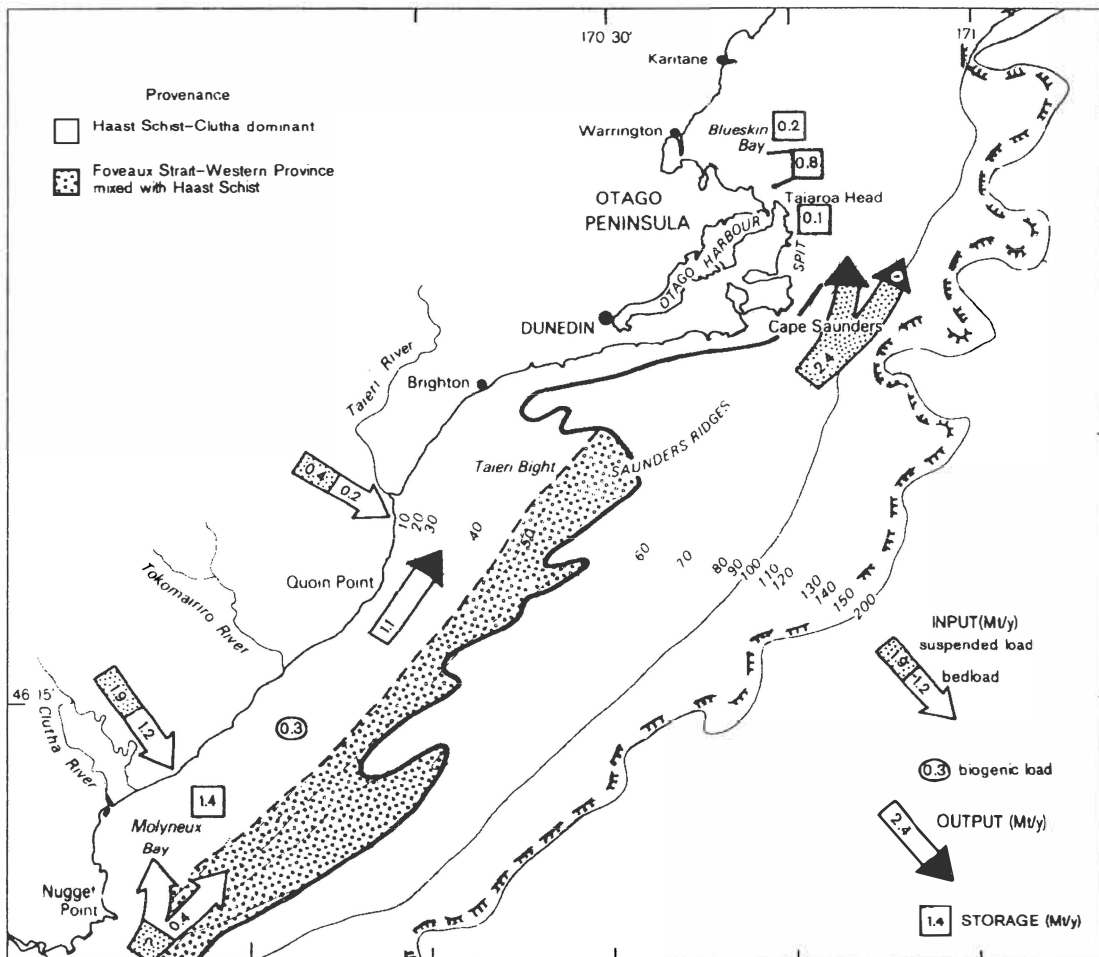 170 30'
171
Karitane
Provenance
Haast Schist-Clutha dominant
Foveaux Strait-Western Province
mixed with Haast Schist
Warrington
Blueskin
Bay
0.2
0.8
OTAGO
PENINSULA
Taiaroa Head
0.1
OTAGO HARBOUR
SPIT
DUNEDIN
Cape Saunders
2.4
Taieri River
Brighton
SAUNDERS RIDGES
Taieri Bight
0.4
0.2
10
20
30
40
50
60
70
80
90
100
110
120
130
140
150
200
Quoin Point
1.1
Tokomairiro River
INPUT(Mt/y)
suspended load
1.9
1.2
bedload
46 15'
Clutha River
1.9
1.2
0.3
0.3
biogenic load
1.4
Molyneux
Bay
2.4
OUTPUT (Mt/y)
Nugget
Point
0.4
?
1.4
STORAGE (Mt/y)